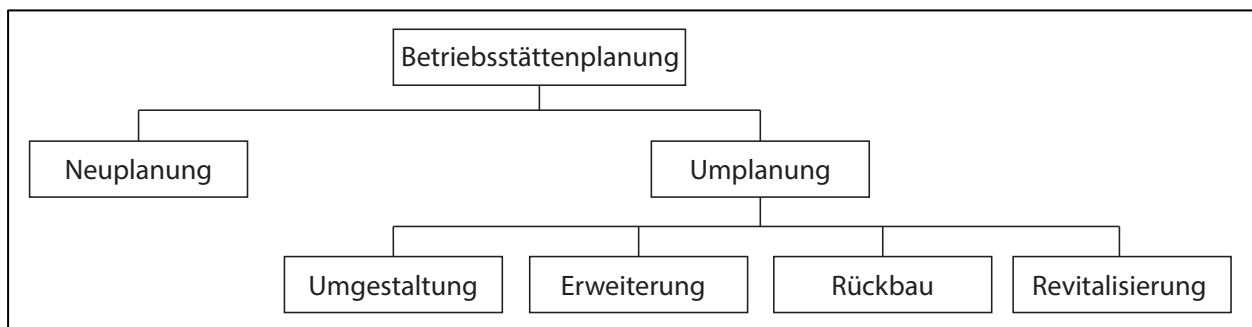 Betriebsstättenplanung
Neuplanung
Umplanung
Umgestaltung
Erweiterung
Rückbau
Revitalisierung